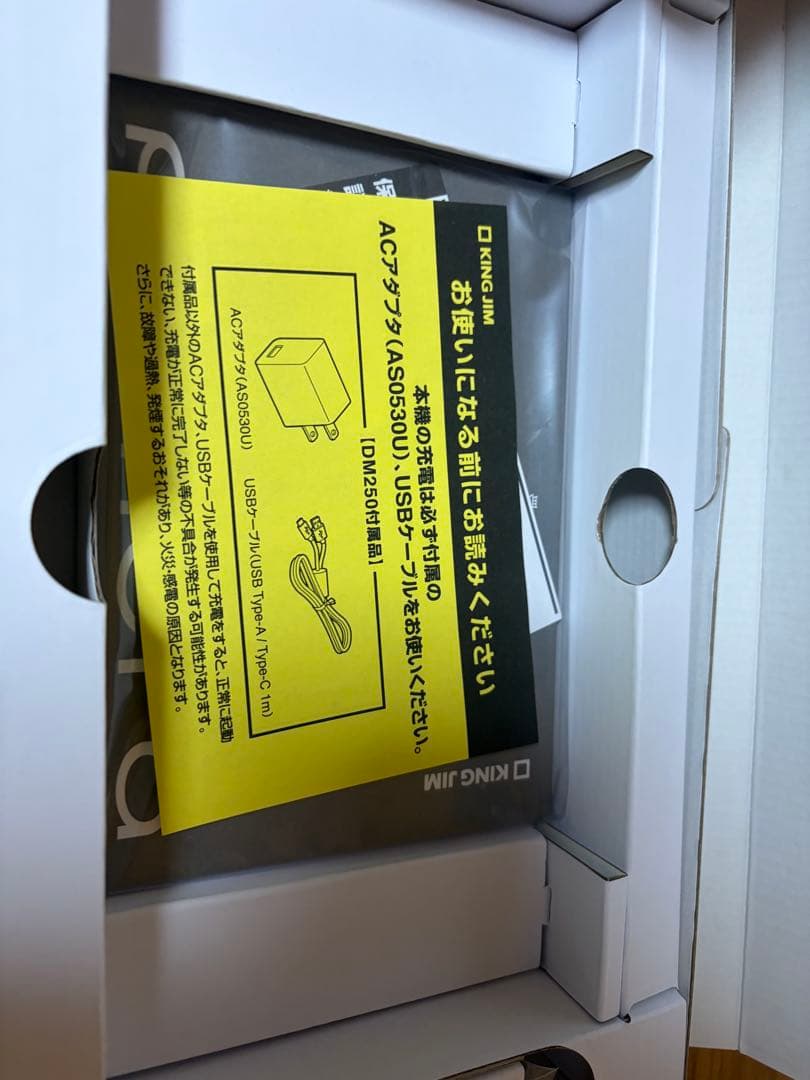 KING JIM
お使いになる前にお読みください
本機の充電は必ず付属の
ACアダプタ（AS0530U）、USBケーブルをお使いください。
【DM250付属品】
ACアダプタ（AS0530U）
USBケーブル（USB Type-A / Type-C 1m）
付属品以外のACアダプタ、USBケーブルを使用して充電をすると、正常に起動
できない、充電が正常に完了しない等の不具合が発生する可能性があります。
さらに、故障や過熱、発煙するおそれがあり、火災・感電の原因となります。
保
KING JIM